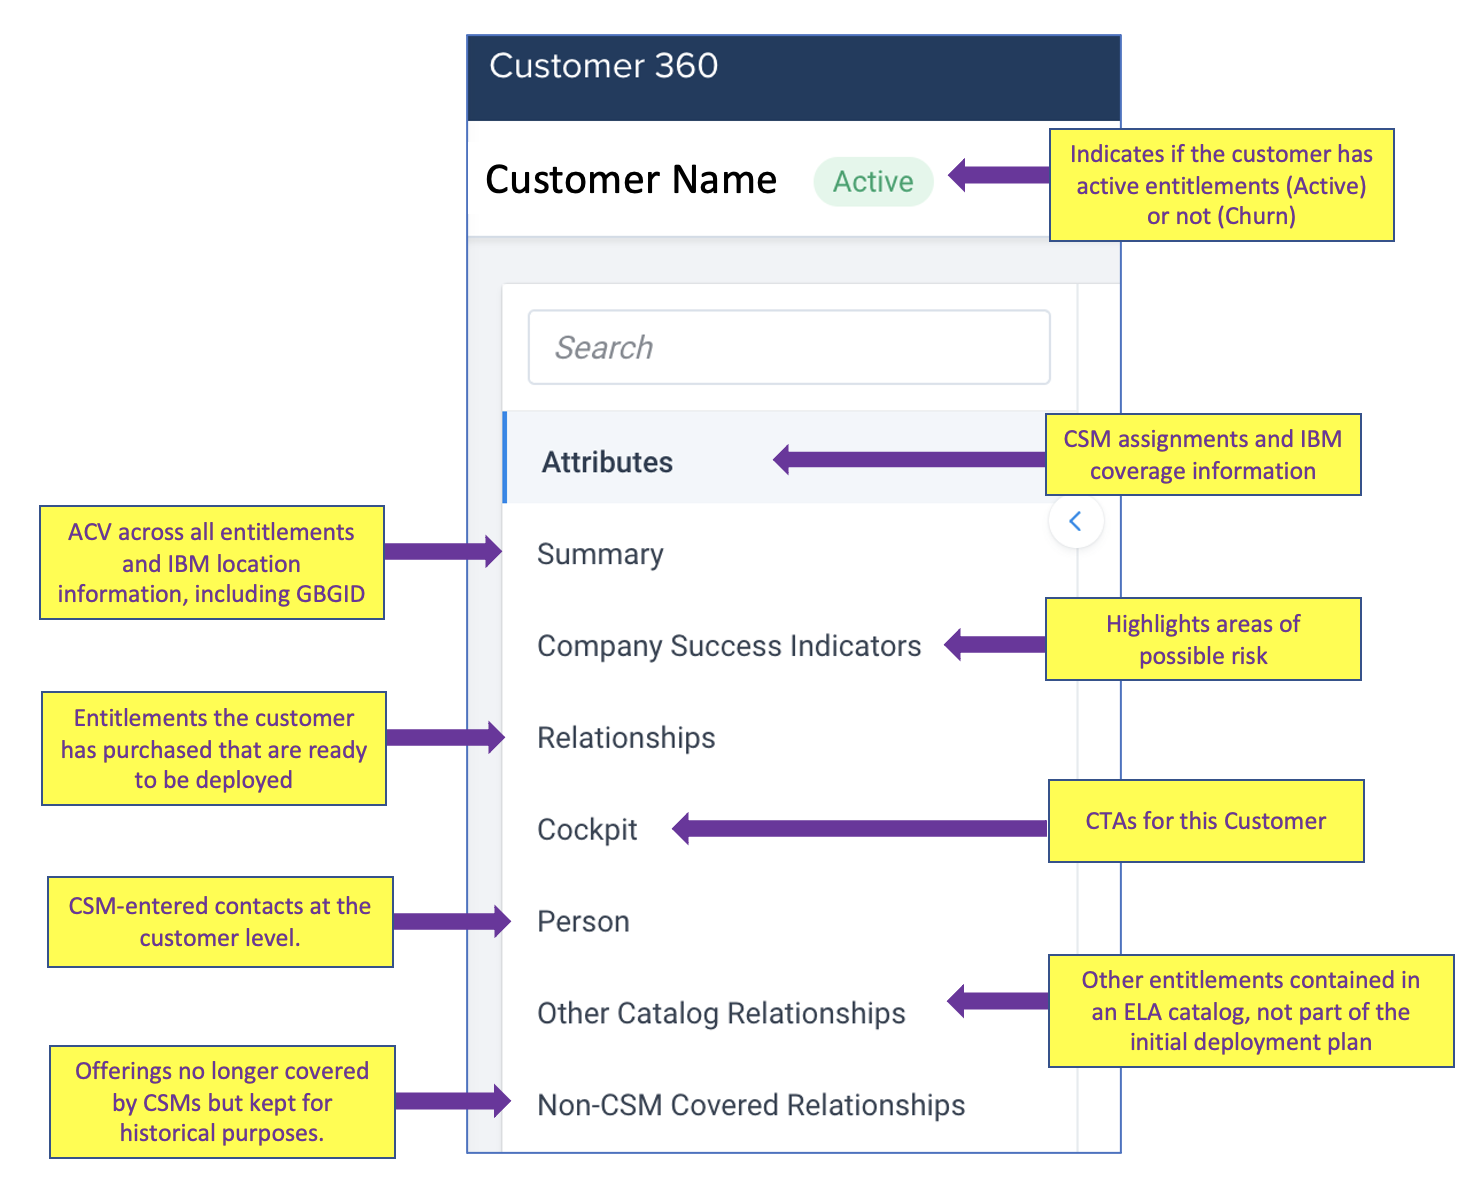 Customer 360
Customer Name
Active
Indicates if the customer has
active entitlements (Active)
or not (Churn)
Search
Attributes
CSM assignments and IBM
coverage information
ACV across all entitlements
and IBM location
information, including GBGID
Summary
Company Success Indicators
Highlights areas of
possible risk
Entitlements the customer
has purchased that are ready
to be deployed
Relationships
Cockpit
CTAs for this Customer
CSM-entered contacts at the
customer level.
Person
Other Catalog Relationships
Other entitlements contained in
an ELA catalog, not part of the
initial deployment plan
Offerings no longer covered
by CSMs but kept for
historical purposes.
Non-CSM Covered Relationships